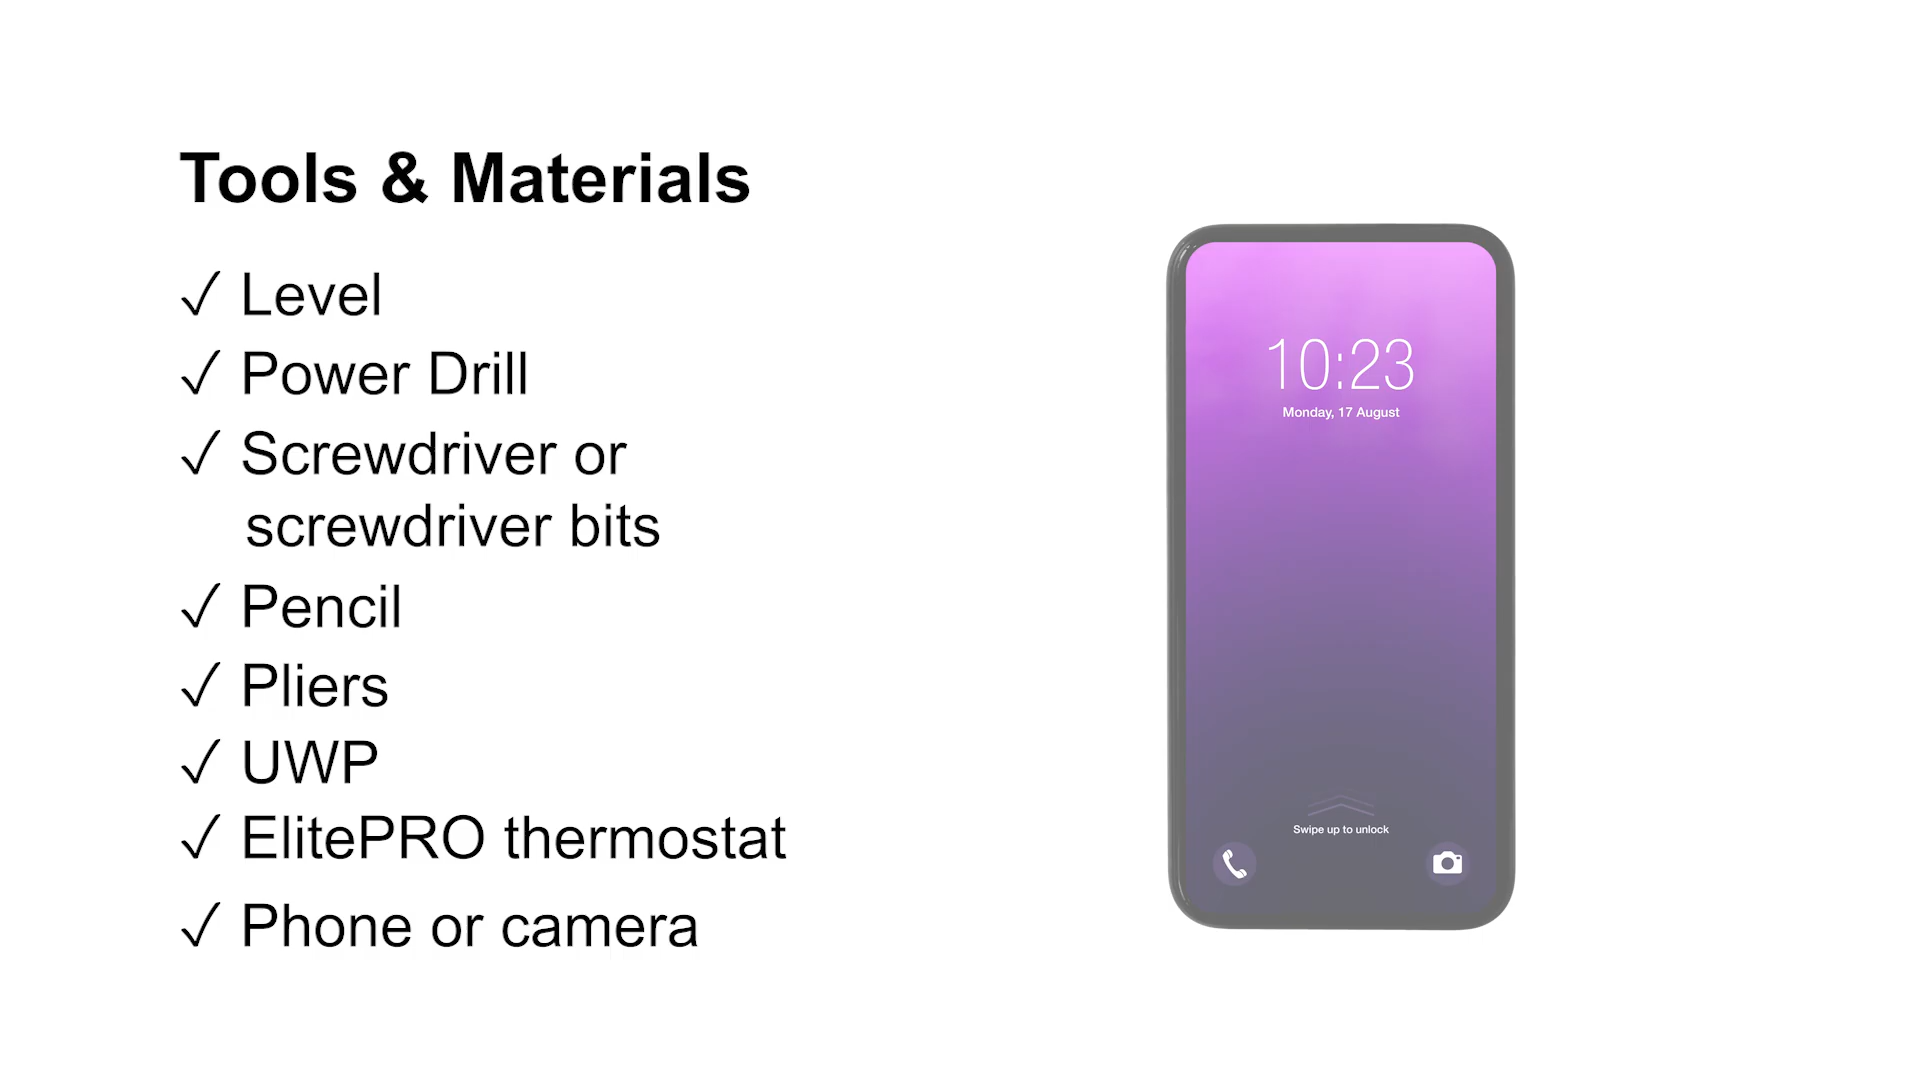 Tools & Materials
✓ Level
✓ Power Drill
✓ Screwdriver or
screwdriver bits
✓ Pencil
✓ Pliers
✓ UWP
✓ ElitePRO thermostat
✓ Phone or camera
10:23
Monday, 17 August
Swipe up to unlock